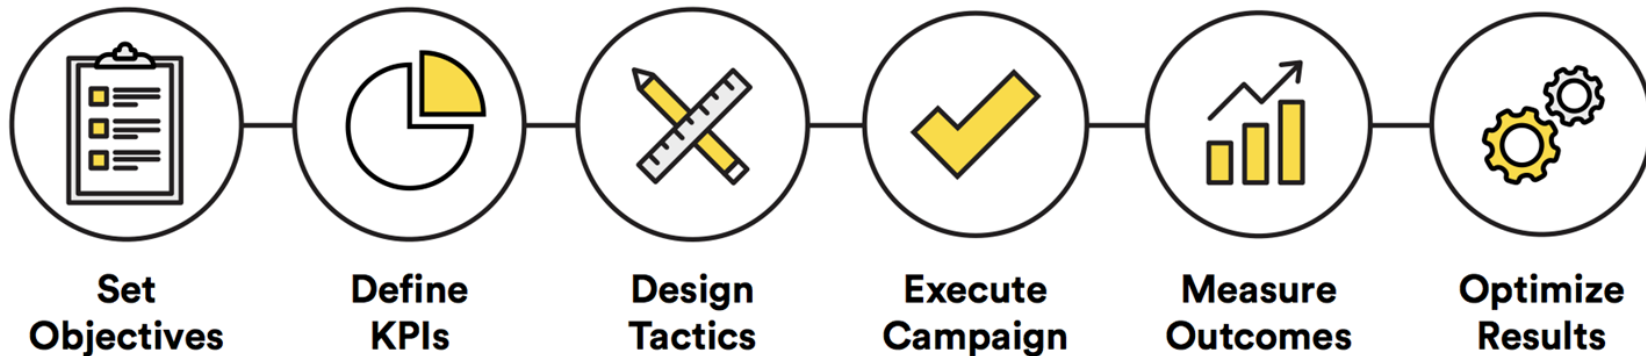 Set
Objectives
Define
KPIs
Design
Tactics
Execute
Campaign
Measure
Outcomes
Optimize
Results